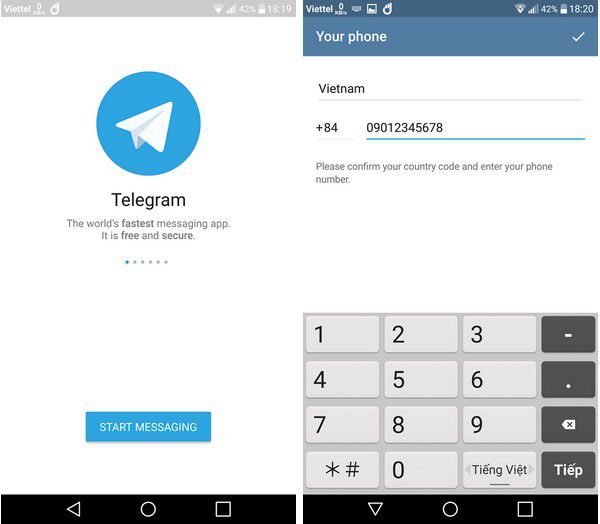 Viettel 0 KB/s 42% 18:19
Telegram
The world's fastest messaging app.
It is free and secure.
START MESSAGING
Viettel 0 KB/s 42% 18:20
Your phone
Vietnam
+84 09012345678
Please confirm your country code and enter your phone
number.
1 2 3 -
4 5 6 .
7 8 9
*# 0 Tiếng Việt Tiếp